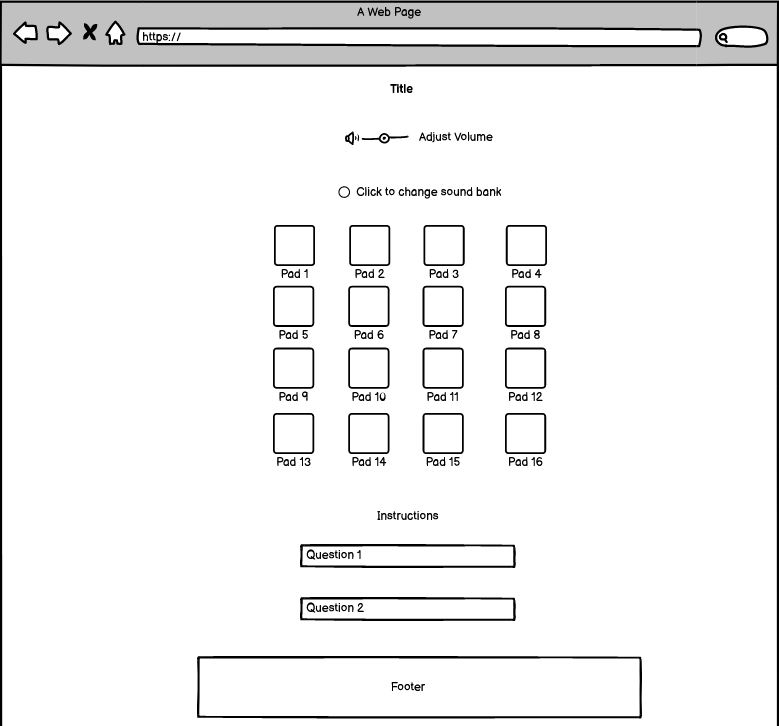 A Web Page
https://
Title
Adjust Volume
Click to change sound bank
Pad 1 Pad 2 Pad 3 Pad 4
Pad 5 Pad 6 Pad 7 Pad 8
Pad 9 Pad 10 Pad 11 Pad 12
Pad 13 Pad 14 Pad 15 Pad 16
Instructions
Question 1
Question 2
Footer